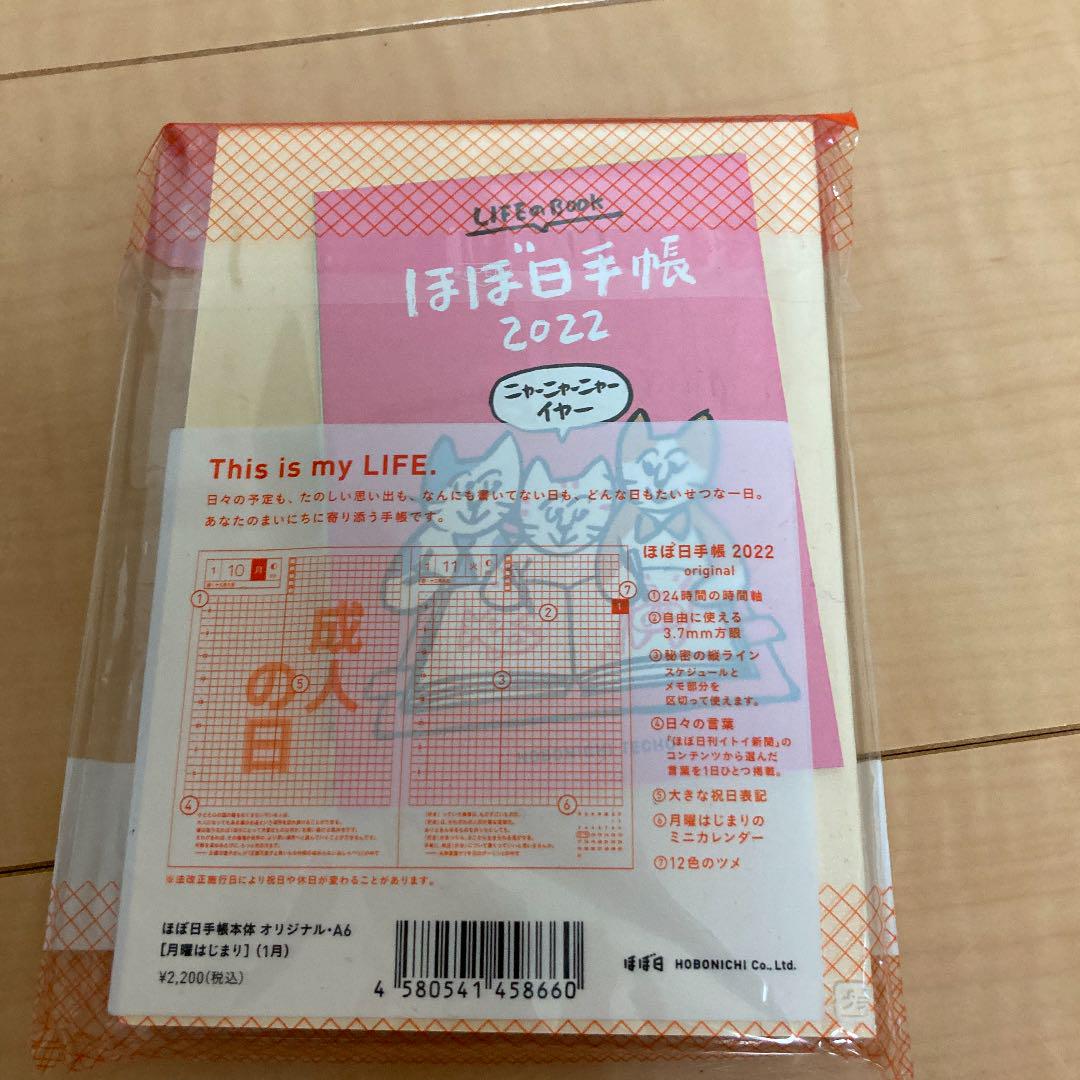 LIFEのBOOK
ほぼ日手帳
2022
ニャーニャーニャー
イヤー
This is my LIFE.
日々の予定も、たのしい思い出も、なんにも書いてない日も、どんな日もたいせつな一日。
あなたのまいにちに寄り添う手帳です。
1 10 月
1 11 火
成人
の日
1
① ② ③ ④ ⑤ ⑥ ⑦
HOBONICHI TECHO
ほぼ日手帳 2022
original
①24時間の時間軸
②自由に使える
3.7mm方眼
③秘密の縦ライン
スケジュールと
メモ部分を
区切って使えます。
④日々の言葉
「ほぼ日刊イトイ新聞」の
コンテンツから選んだ
言葉を1日ひとつ掲載。
⑤大きな祝日表記
⑥月曜はじまりの
ミニカレンダー
⑦12色のツメ
※法改正施行日により祝日や休日が変わることがあります。
ほぼ日手帳本体 オリジナル・A6
[月曜はじまり] (1月)
¥2,200(税込)
4 580541 458660
ほぼ日 HOBONICHI Co., Ltd.
プラ